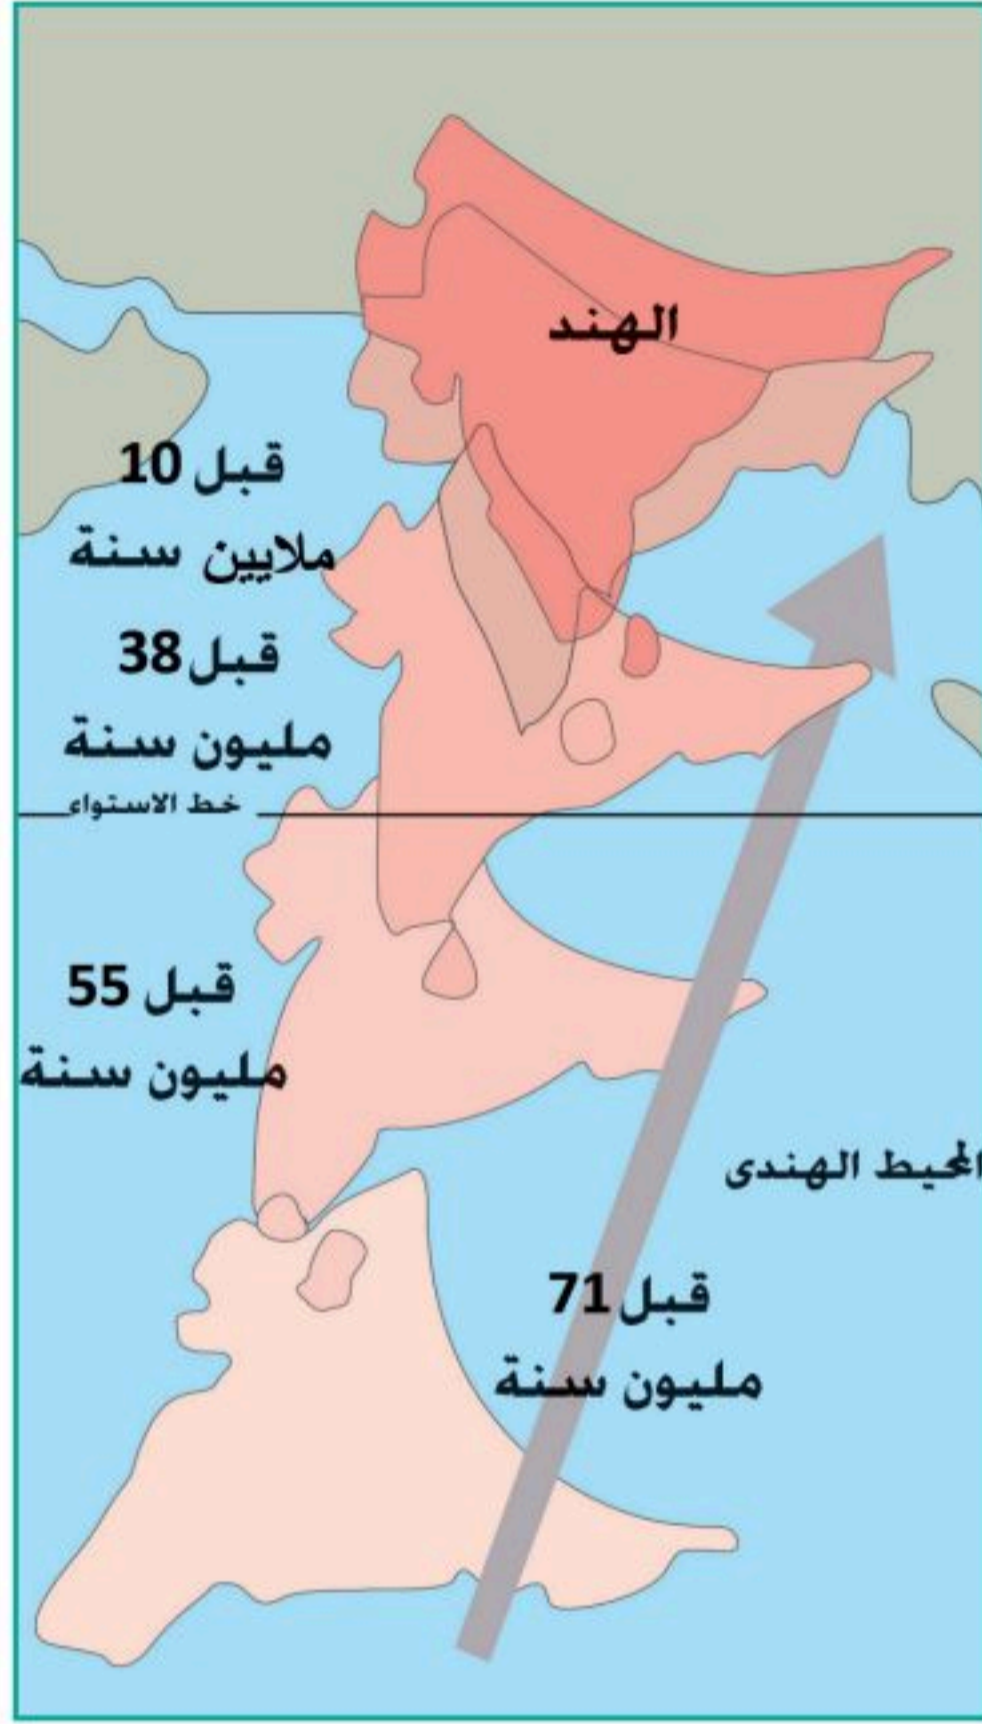 الهند
قبل 10
ملايين سنة
قبل 38
مليون سنة
خط الاستواء
قبل 55
مليون سنة
المحيط الهندى
قبل 71
مليون سنة